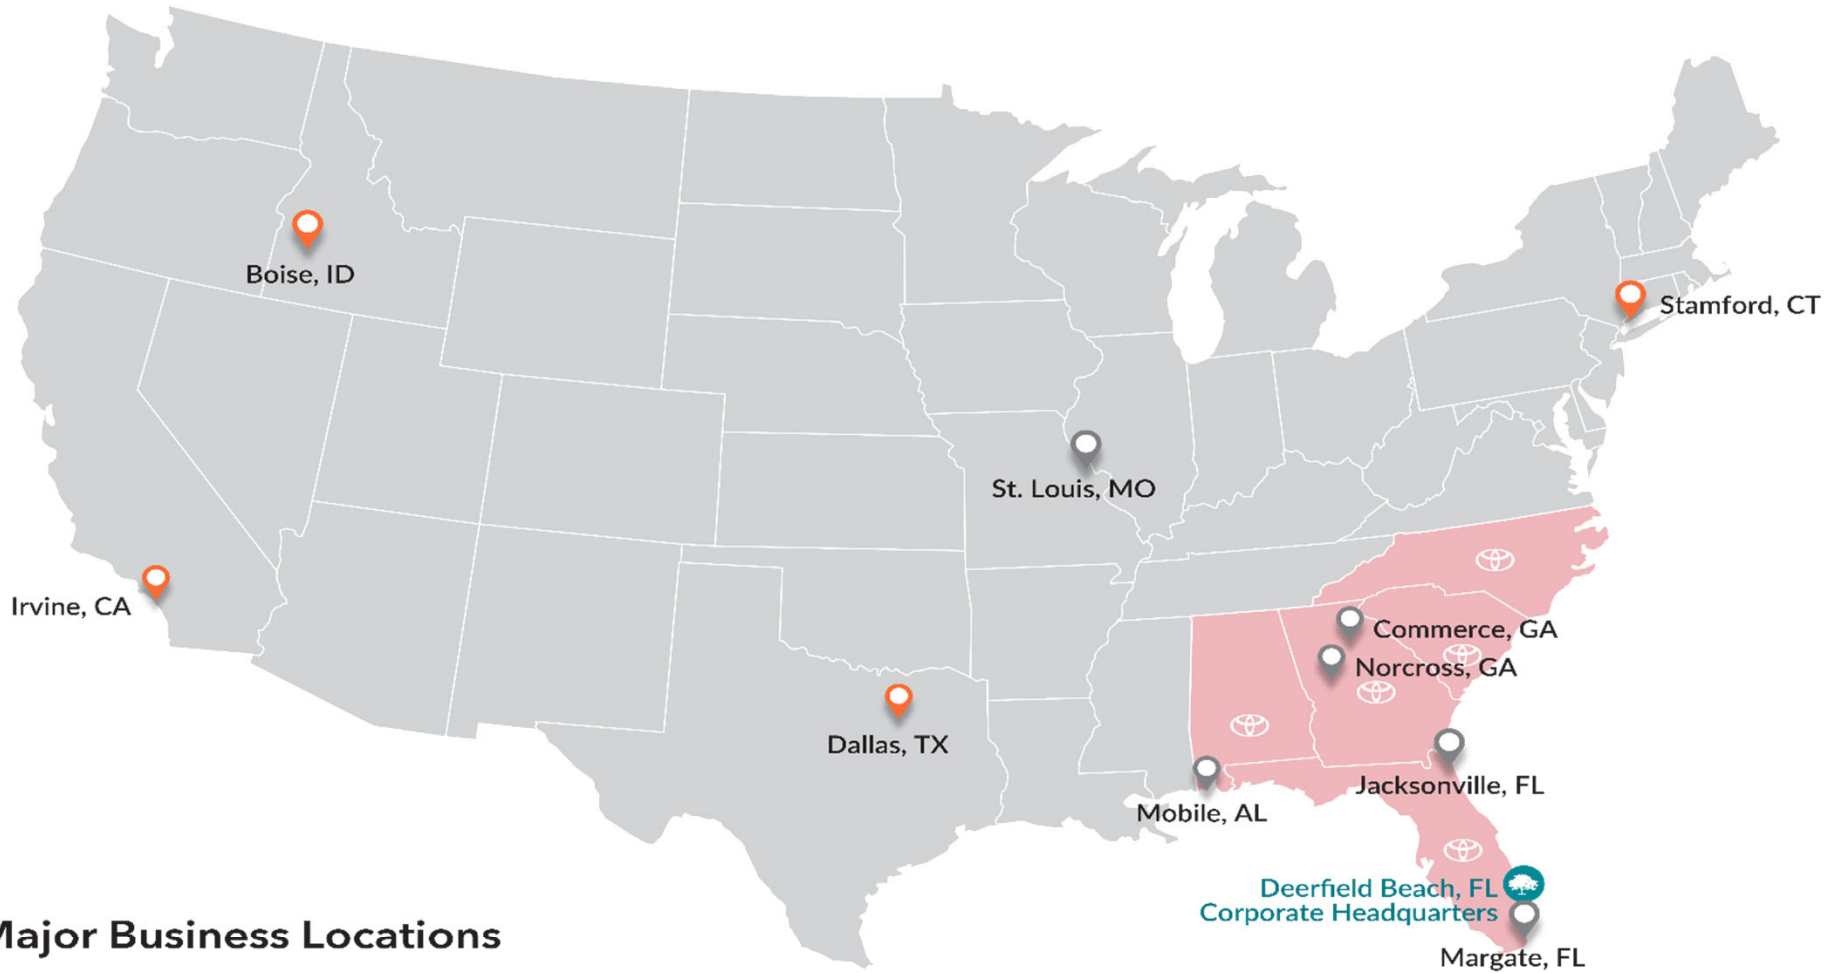 Boise, ID
Stamford, CT
St. Louis, MO
Irvine, CA
Commerce, GA
Norcross, GA
Dallas, TX
Jacksonville, FL
Mobile, AL
Deerfield Beach, FL
Corporate Headquarters
Margate, FL
Major Business Locations